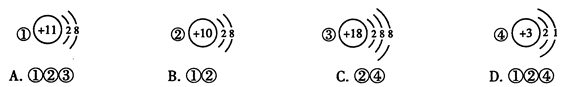 ① +11 2 8 ② +10 2 8 ③ +18 2 8 8 ④ +3 2 1
A. ①②③ B. ①② C. ②④ D. ①②④